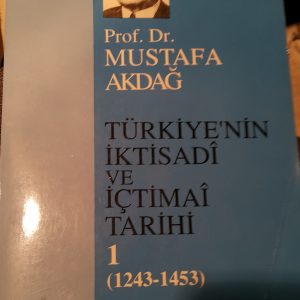 Prof. Dr.
MUSTAFA
AKDAĞ
TÜRKİYE'NİN
İKTİSADÎ
VE
İÇTİMAÎ
TARİHİ
1
(1243-1453)